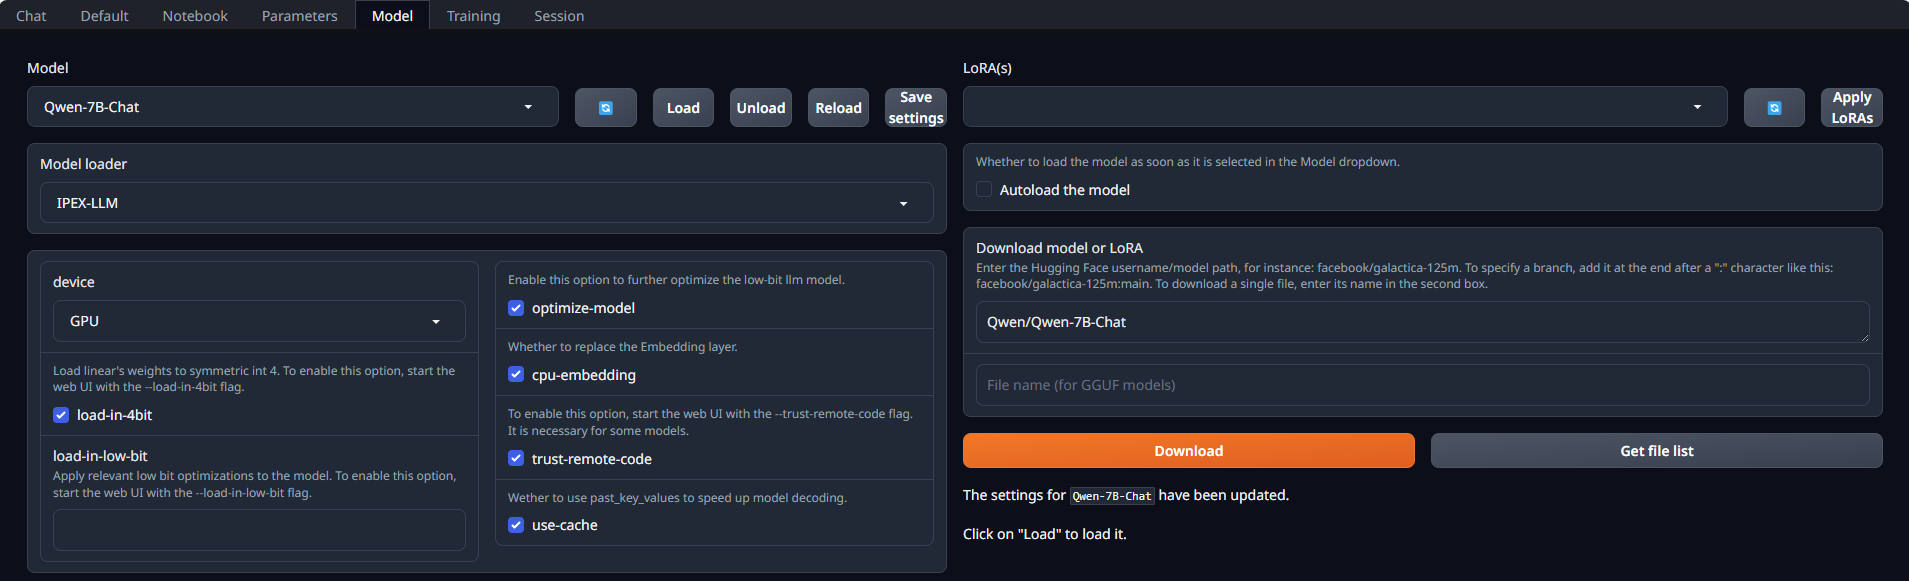 Chat Default Notebook Parameters Model Training Session
Model
Qwen-7B-Chat
Load
Unload
Reload
Save
settings
Model loader
IPEX-LLM
device
GPU
Load linear's weights to symmetric int 4. To enable this option, start the
web UI with the --load-in-4bit flag.
load-in-4bit
load-in-low-bit
Apply relevant low bit optimizations to the model. To enable this option,
start the web UI with the --load-in-low-bit flag.
Enable this option to further optimize the low-bit llm model.
optimize-model
Whether to replace the Embedding layer.
cpu-embedding
To enable this option, start the web UI with the --trust-remote-code flag.
It is necessary for some models.
trust-remote-code
Wether to use past_key_values to speed up model decoding.
use-cache
LoRA(s)
Apply
LoRAs
Whether to load the model as soon as it is selected in the Model dropdown.
Autoload the model
Download model or LoRA
Enter the Hugging Face username/model path, for instance: facebook/galactica-125m. To specify a branch, add it at the end after a ":" character like this:
facebook/galactica-125m:main. To download a single file, enter its name in the second box.
Qwen/Qwen-7B-Chat
File name (for GGUF models)
Download
Get file list
The settings for Qwen-7B-Chat have been updated.
Click on "Load" to load it.